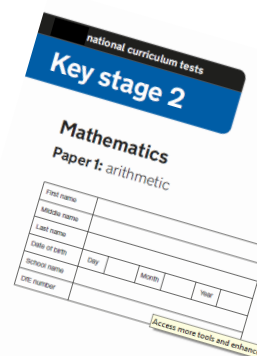 national curriculum tests
Key stage 2
Mathematics
Paper 1: arithmetic
First name
Middle name
Last name
Date of birth Day Month Year
School name
DfE number
Access more tools and enhanc